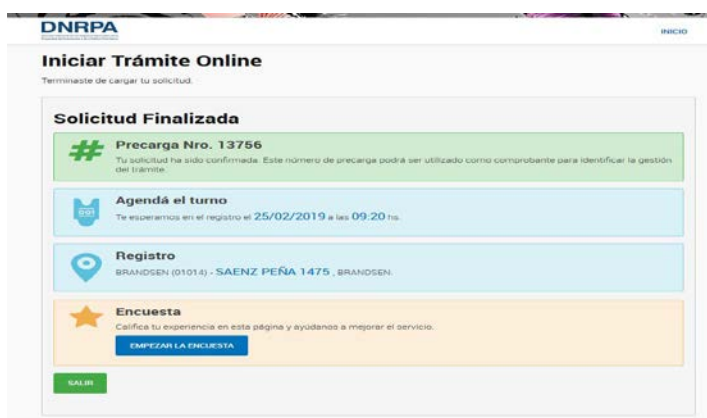 DNRPA
INICIO
Iniciar Trámite Online
Terminaste de cargar tu solicitud.
Solicitud Finalizada
# Precarga Nro. 13756
Tu solicitud ha sido confirmada. Este número de precarga podrá ser utilizado como comprobante para identificar la gestión
del trámite.
Agendá el turno
Te esperamos en el registro el 25/02/2019 a las 09:20 hs.
Registro
BRANDSEN (01014) - SAENZ PEÑA 1475 , BRANDSEN.
Encuesta
Califica tu experiencia en esta página y ayúdanos a mejorar el servicio.
EMPEZAR LA ENCUESTA
SALIR